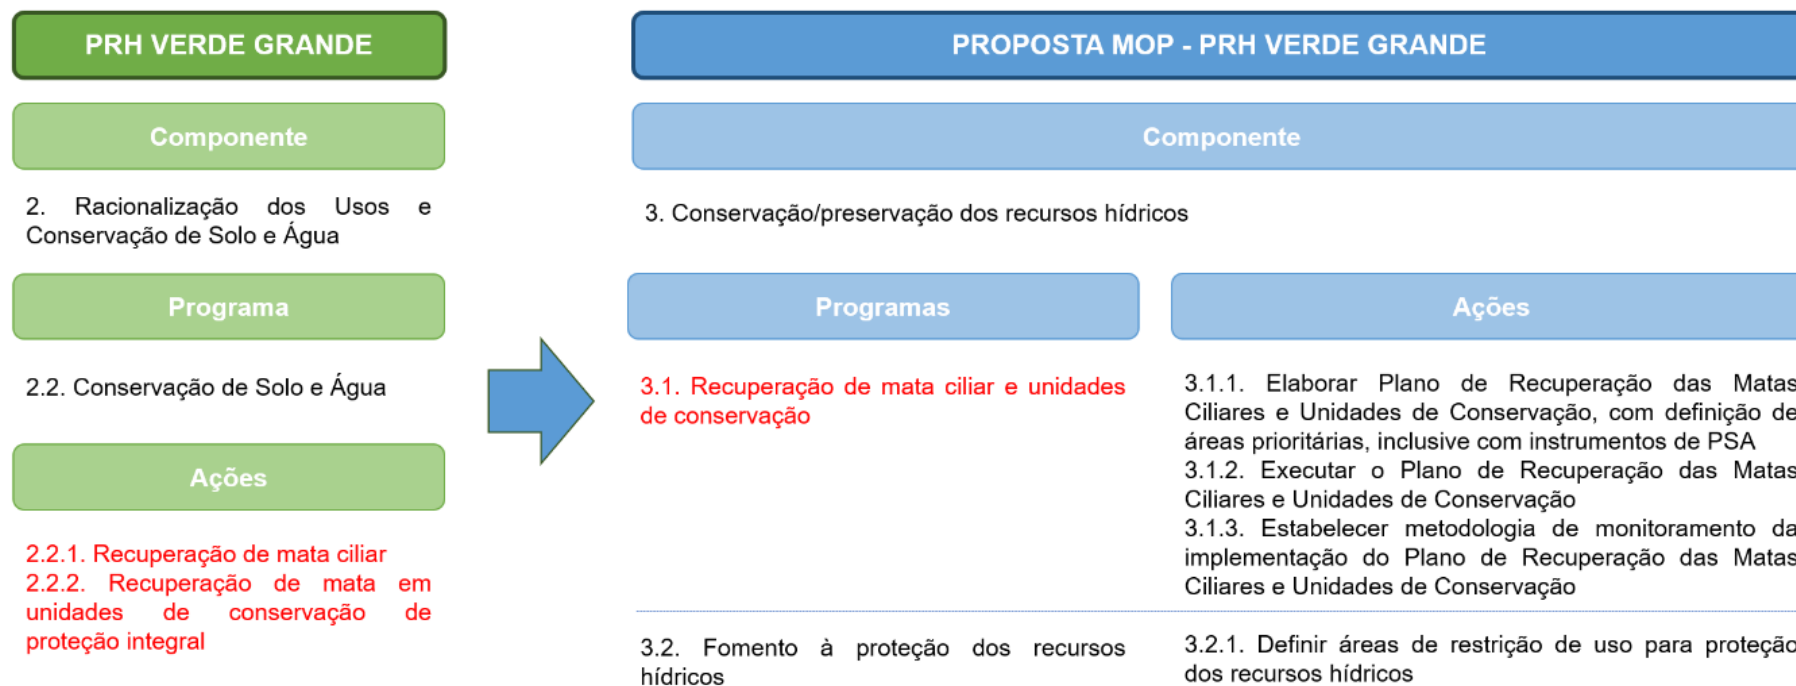 PRH VERDE GRANDE
Componente
2. Racionalização dos Usos e
Conservação de Solo e Água
Programa
2.2. Conservação de Solo e Água
Ações
2.2.1. Recuperação de mata ciliar
2.2.2. Recuperação de mata em
unidades de conservação de
proteção integral
PROPOSTA MOP - PRH VERDE GRANDE
Componente
3. Conservação/preservação dos recursos hídricos
Programas
Ações
3.1. Recuperação de mata ciliar e unidades
de conservação
3.1.1. Elaborar Plano de Recuperação das Matas
Ciliares e Unidades de Conservação, com definição de
áreas prioritárias, inclusive com instrumentos de PSA
3.1.2. Executar o Plano de Recuperação das Matas
Ciliares e Unidades de Conservação
3.1.3. Estabelecer metodologia de monitoramento da
implementação do Plano de Recuperação das Matas
Ciliares e Unidades de Conservação
3.2. Fomento à proteção dos recursos
hídricos
3.2.1. Definir áreas de restrição de uso para proteção
dos recursos hídricos